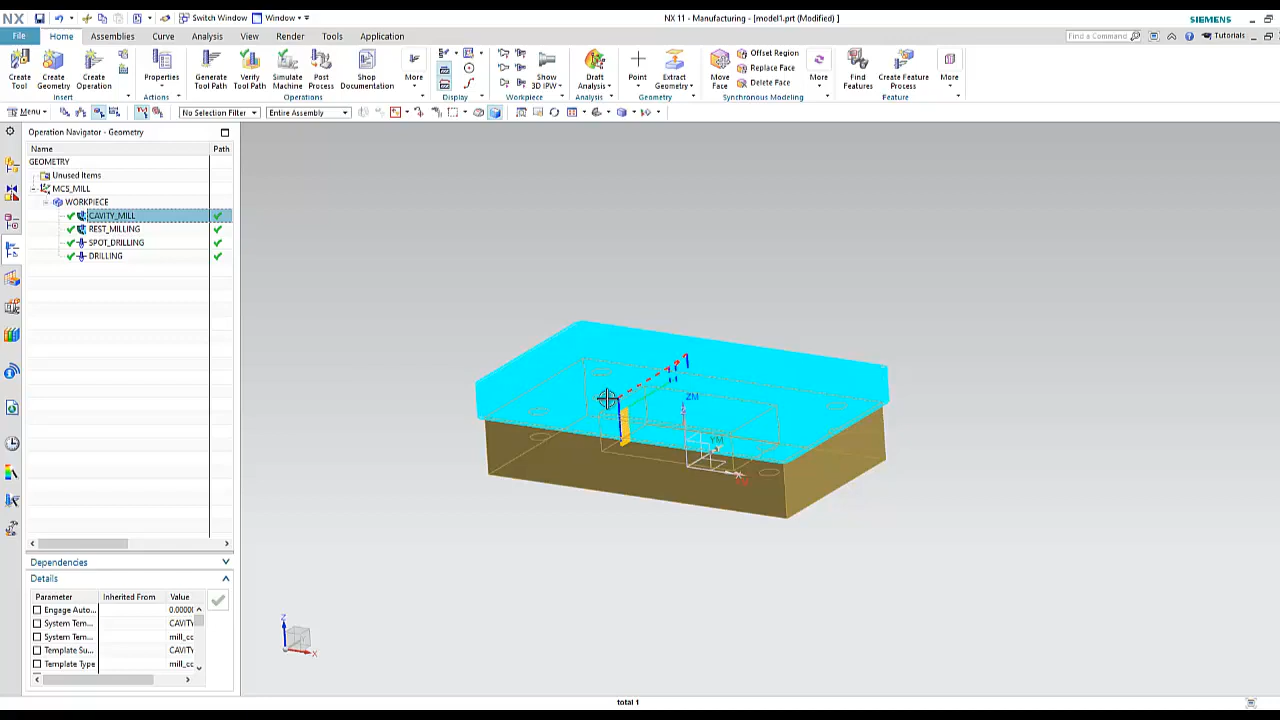 NX
Switch Window
Window
NX 11 - Manufacturing - [model1.prt (Modified) ]
SIEMENS
File
Home
Assemblies
Curve
Analysis
View
Render
Tools
Application
Find a Command
Tutorials
Create Tool
Create Geometry
Create Operation
Properties
Generate Tool Path
Verify Tool Path
Simulate Machine
Post Process
Shop Documentation
More
Show 3D IPW
Draft Analysis
Point
Extract Geometry
Move Face
Offset Region
Replace Face
Delete Face
More
Find Features
Create Feature Process
More
Insert
Actions
Operations
Display
Workpiece
Analysis
Geometry
Synchronous Modeling
Feature
Menu
No Selection Filter
Entire Assembly
Operation Navigator - Geometry
Name
Path
GEOMETRY
Unused Items
MCS_MILL
WORKPIECE
CAVITY_MILL
REST_MILLING
SPOT_DRILLING
DRILLING
ZM
YM
Dependencies
Details
Parameter
Inherited From
Value
Engage Auto...
0.0000
System Tem...
CAVITY
System Tem...
mill_cc
Template Su...
CAVITY
Template Type
mill_cc
Z
X
total 1